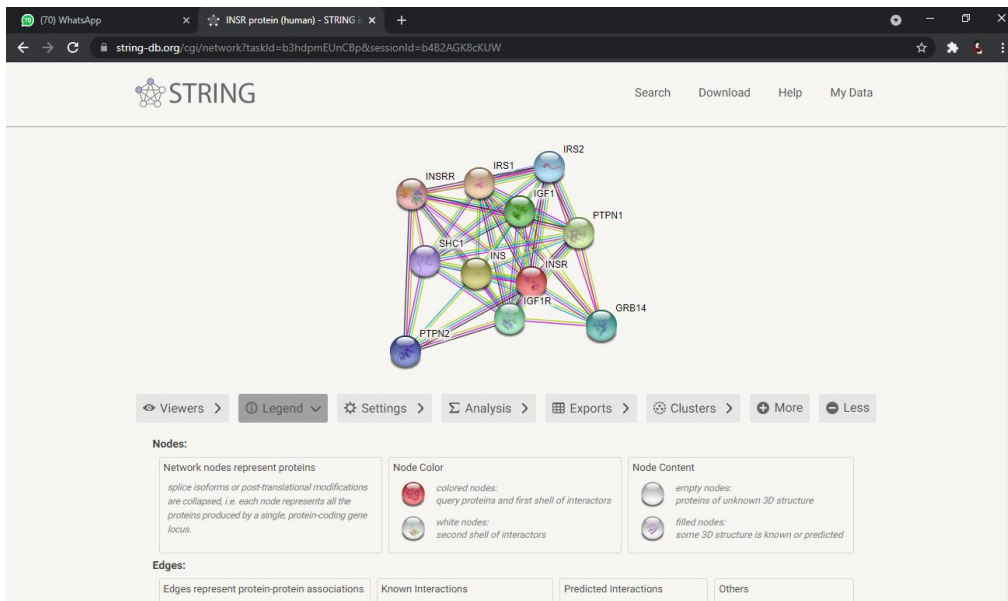 (70) WhatsApp
INSR protein (human) - STRING i
string-db.org/cgi/network?taskId=b3hdpmEUnCBp&sessionId=b4B2AGK8cKUW
STRING
Search Download Help My Data
IRS2
IRS1
INSRR
IGF1
PTPN1
SHC1
INS
INSR
IGF1R
GRB14
PTPN2
Viewers Legend Settings Analysis Exports Clusters More Less
Nodes:
Network nodes represent proteins
splice isoforms or post-translational modifications
are collapsed, i.e. each node represents all the
proteins produced by a single, protein-coding gene
locus.
Node Color
colored nodes:
query proteins and first shell of interactors
white nodes:
second shell of interactors
Node Content
empty nodes:
proteins of unknown 3D structure
filled nodes:
some 3D structure is known or predicted
Edges:
Edges represent protein-protein associations
Known Interactions
Predicted Interactions
Others